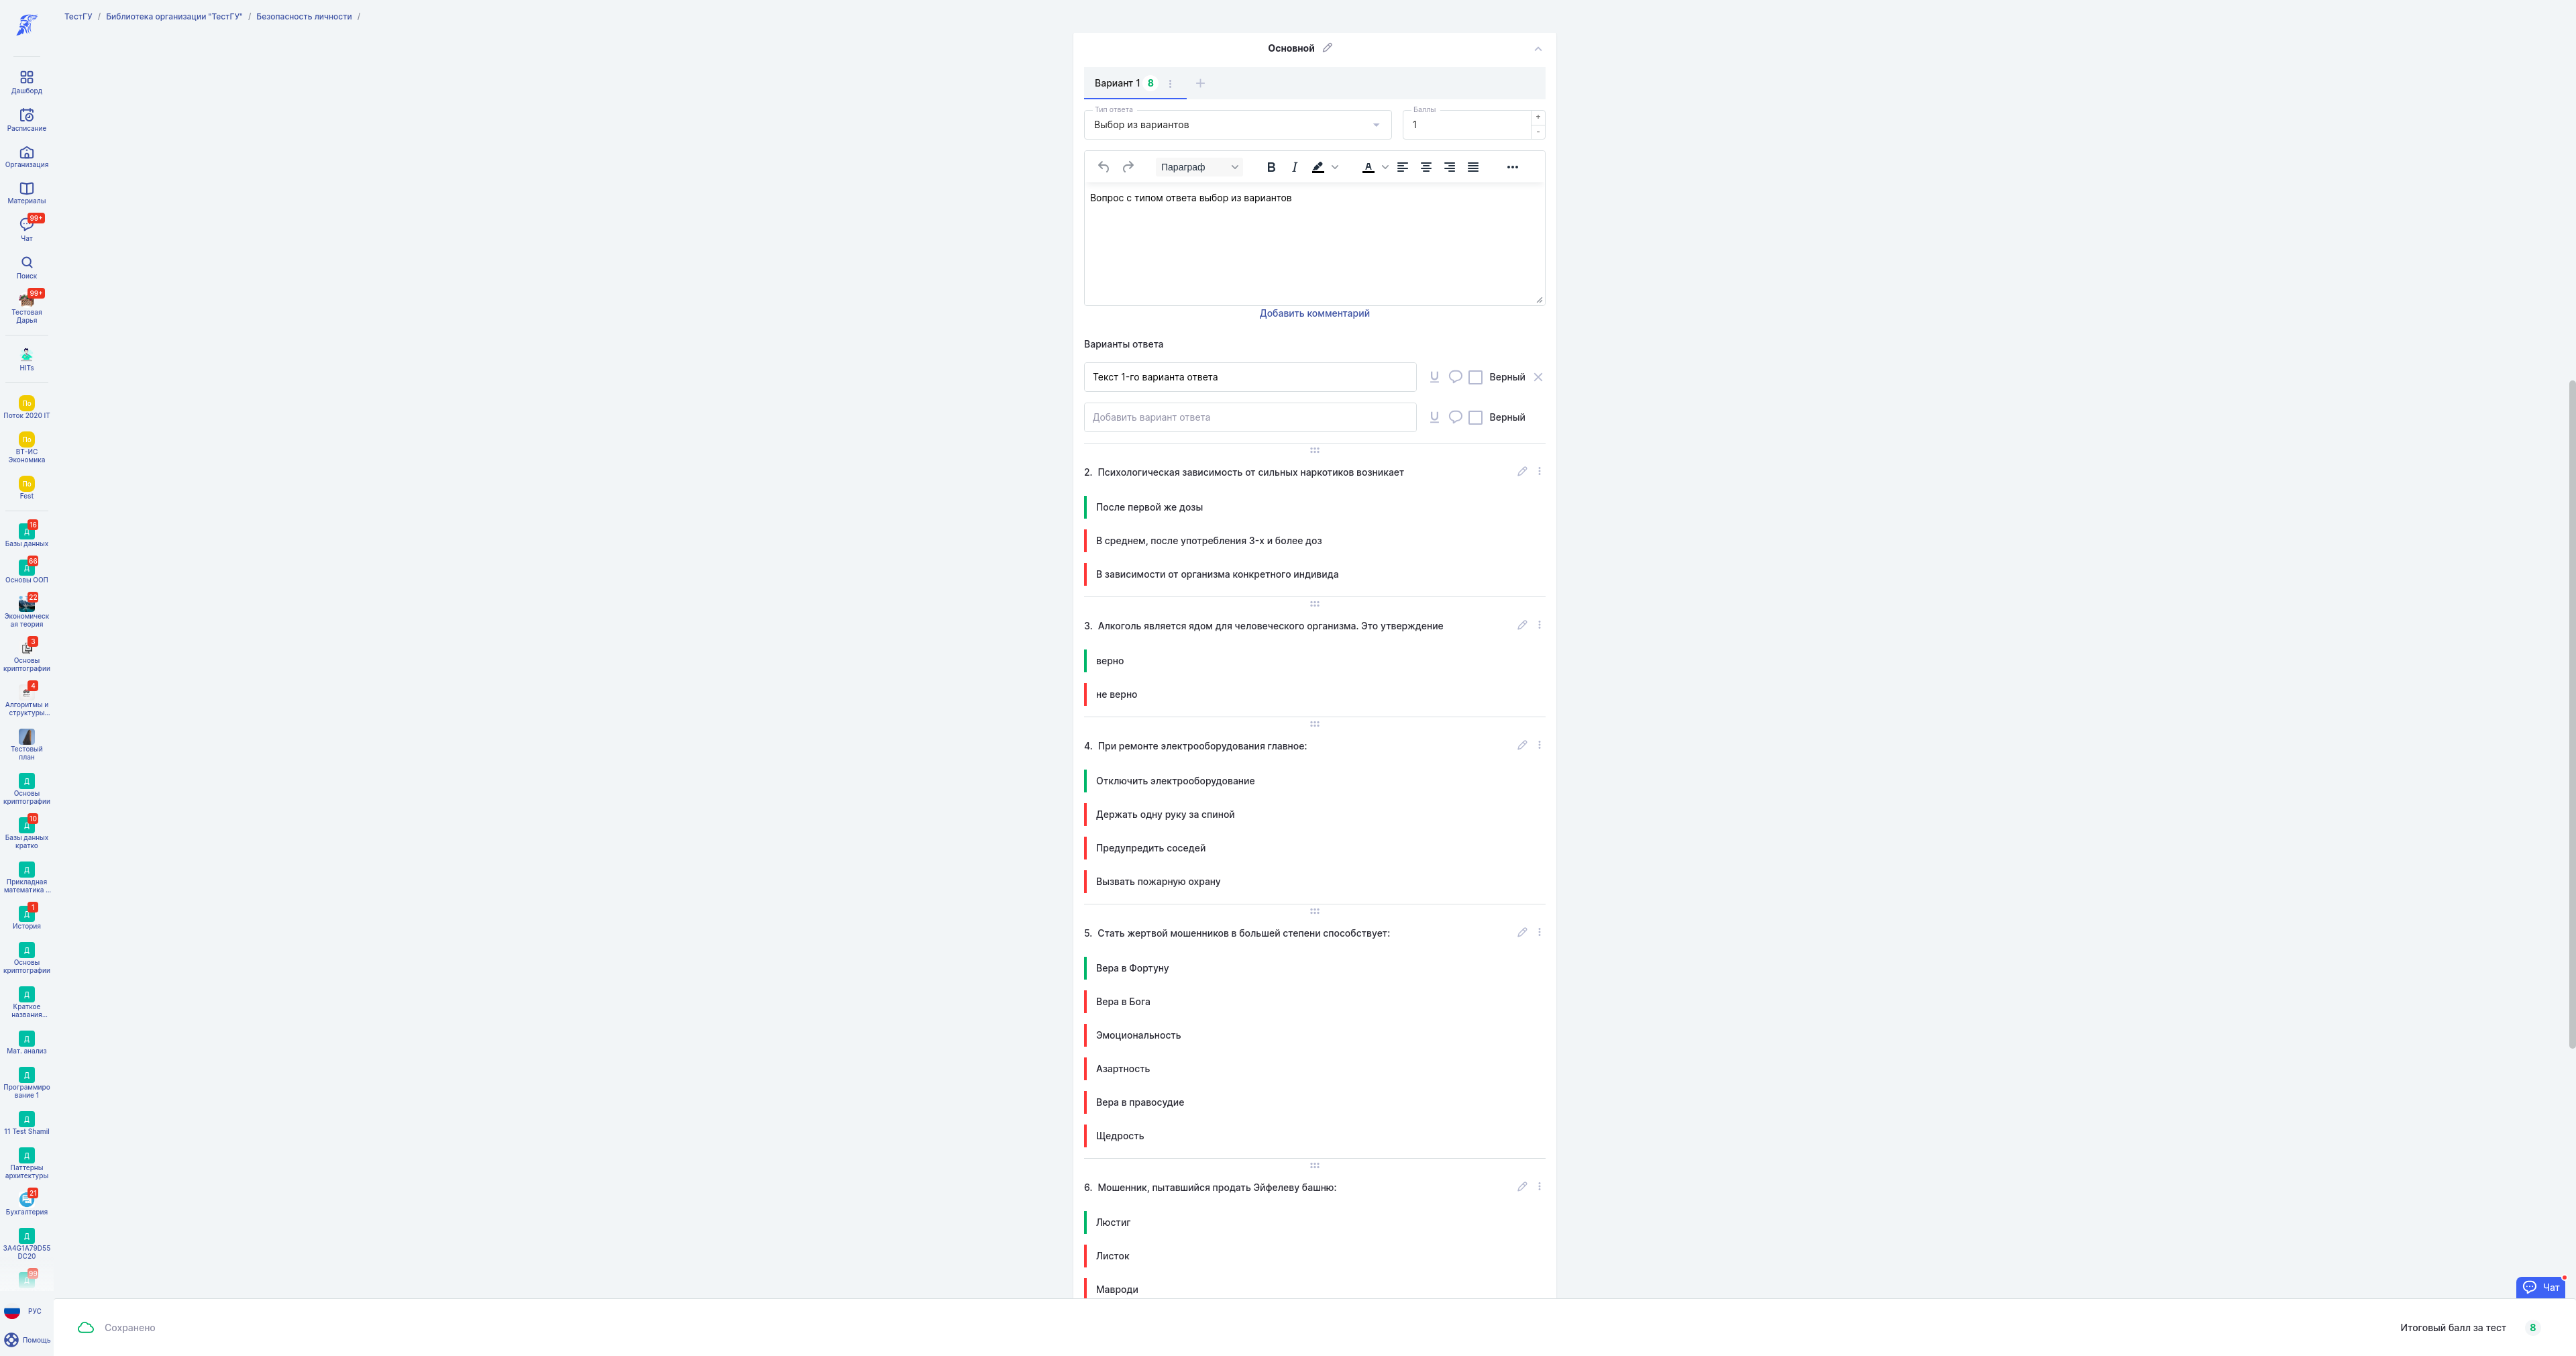 ТестГУ / Библиотека организации "ТестГУ" / Безопасность личности /
Дашборд
Расписание
Организация
Материалы
99+
Чат
Поиск
99+
Тестовая
Дарья
HITs
По
Поток 2020 IT
По
ВТ-ИС
Экономика
По
Fest
16
Д
Базы данных
66
Д
Основы ООП
22
Экономическ
ая теория
3
Основы
криптографии
4
Алгоритмы и
структуры...
Тестовый
план
Д
Основы
криптографии
10
Д
Базы данных
кратко
Д
Прикладная
математика ...
1
Д
История
Д
Основы
криптографии
Д
Краткое
названия...
Д
Мат. анализ
Д
Программиро
вание 1
Д
11 Test Shamil
Д
Паттерны
архитектуры
21
Бухгалтерия
Д
3A4G1A79D55
DC20
99
Д
РУС
Помощь
Основной
Вариант 1 8
Тип ответа
Выбор из вариантов
Баллы
1
+
-
Параграф B I A
Вопрос с типом ответа выбор из вариантов
Добавить комментарий
Варианты ответа
Текст 1-го варианта ответа U Верный
Добавить вариант ответа U Верный
2. Психологическая зависимость от сильных наркотиков возникает
После первой же дозы
В среднем, после употребления 3-х и более доз
В зависимости от организма конкретного индивида
3. Алкоголь является ядом для человеческого организма. Это утверждение
верно
не верно
4. При ремонте электрооборудования главное:
Отключить электрооборудование
Держать одну руку за спиной
Предупредить соседей
Вызвать пожарную охрану
5. Стать жертвой мошенников в большей степени способствует:
Вера в Фортуну
Вера в Бога
Эмоциональность
Азартность
Вера в правосудие
Щедрость
6. Мошенник, пытавшийся продать Эйфелеву башню:
Люстиг
Листок
Мавроди
Чат
Сохранено
Итоговый балл за тест 8